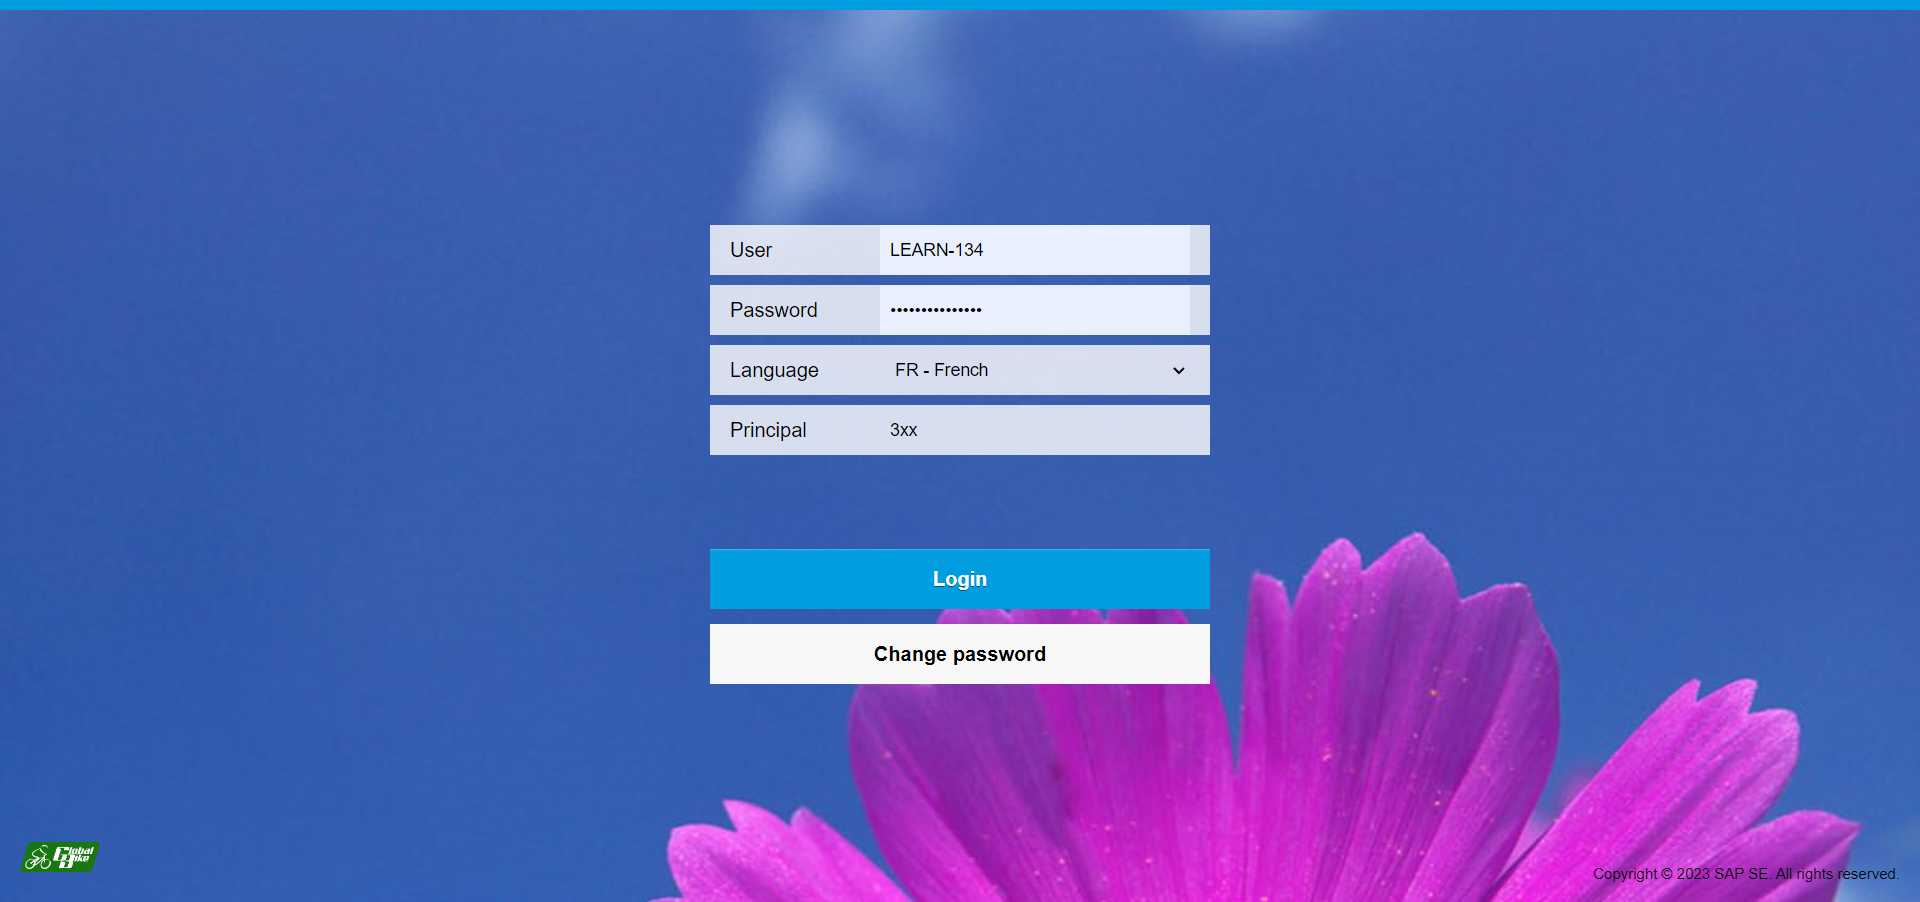 User LEARN-134
Password •••••••••••••••
Language FR - French
Principal 3xx
Login
Change password
Global
Bike
Copyright © 2023 SAP SE. All rights reserved.